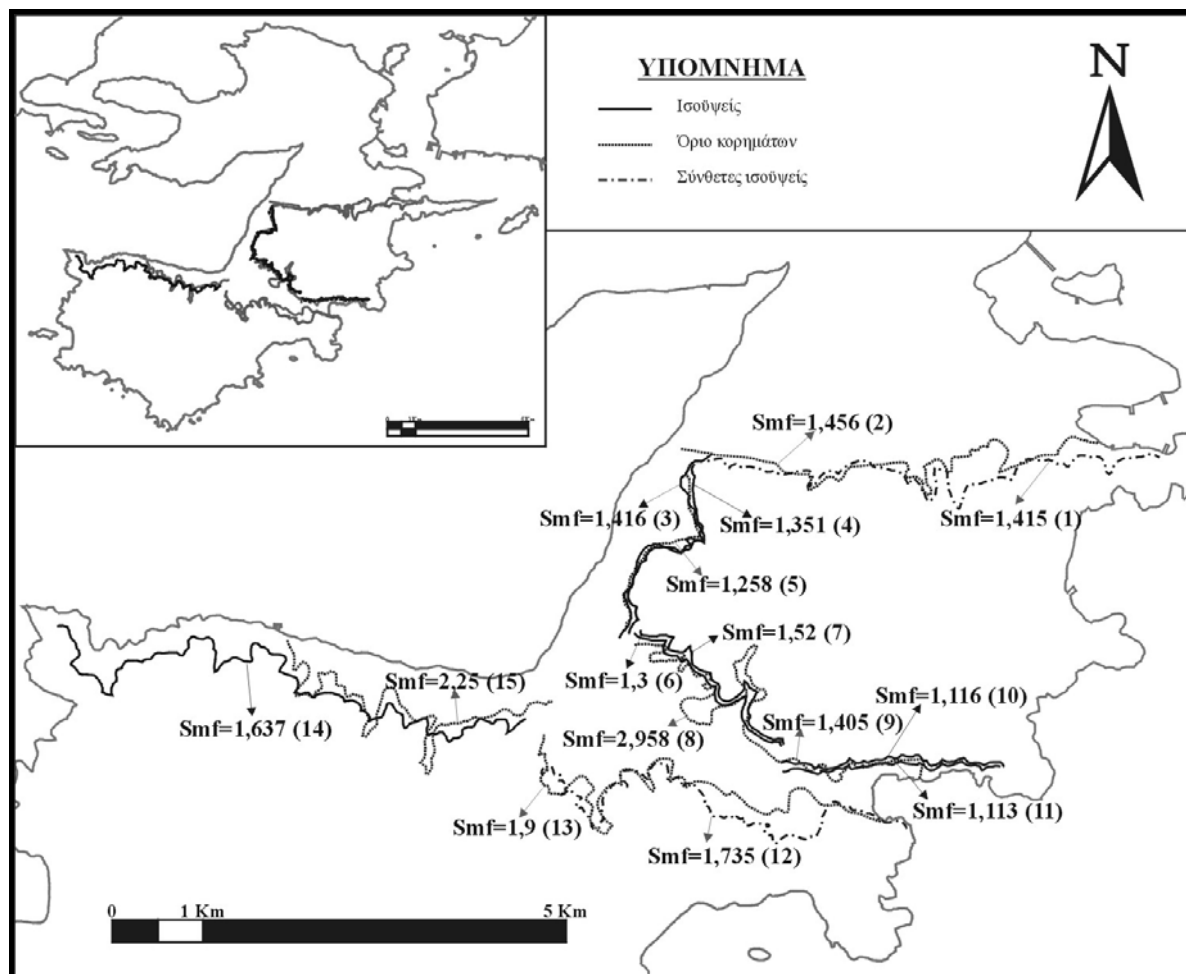 ΥΠΟΜΝΗΜΑ
N
Ισοϋψείς
Όριο κορημάτων
Σύνθετες ισοϋψείς
Smf=1,456 (2)
Smf=1,416 (3)
Smf=1,351 (4)
Smf=1,415 (1)
Smf=1,258 (5)
Smf=1,52 (7)
Smf=1,3 (6)
Smf=2,25 (15)
Smf=1,116 (10)
Smf=1,637 (14)
Smf=2,958 (8)
Smf=1,405 (9)
Smf=1,113 (11)
Smf=1,9 (13)
Smf=1,735 (12)
0 1 Km 5 Km